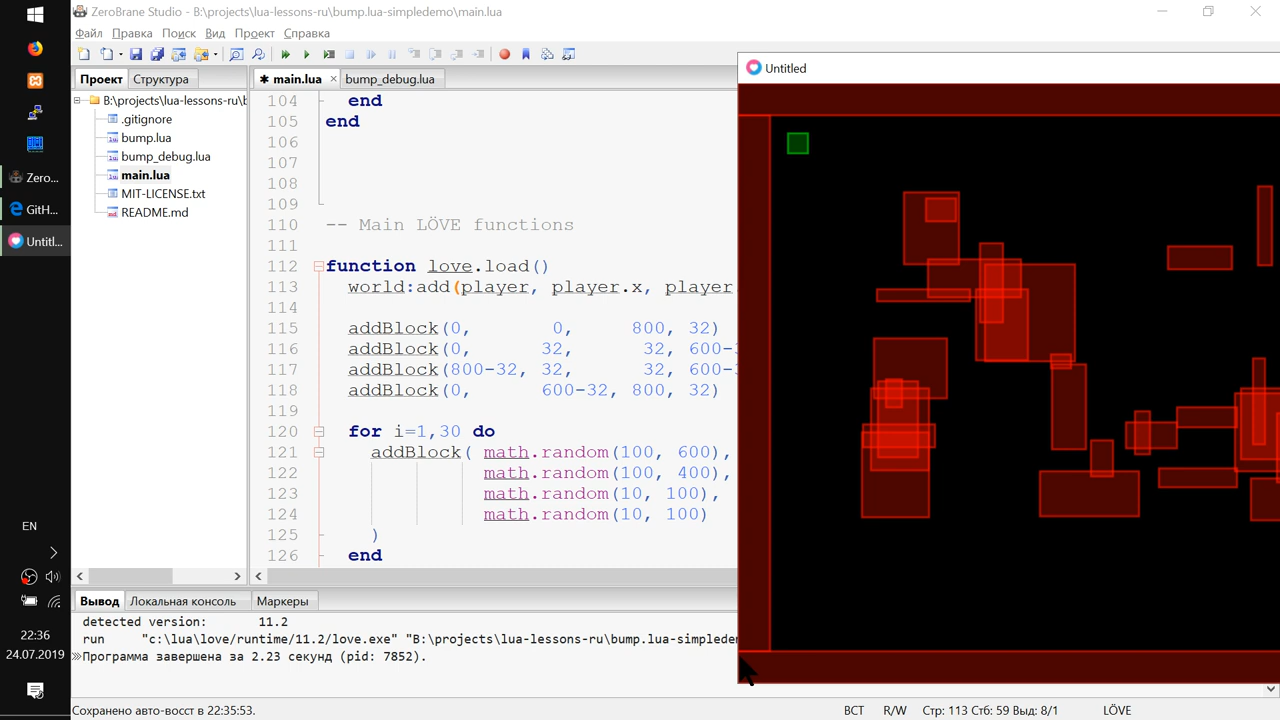 ZeroBrane Studio - B:\projects\lua-lessons-ru\bump.lua-simpledemo\main.lua
Файл Правка Поиск Вид Проект Справка
Проект Структура
✱ main.lua × bump_debug.lua
Untitled
B:\projects\lua-lessons-ru\b
.gitignore
bump.lua
bump_debug.lua
main.lua
MIT-LICENSE.txt
README.md
Zero...
GitH...
Untitl...
104 end
105 end
106
107
108
109
110 -- Main LÖVE functions
111
112 function love.load()
113 world:add(player, player.x, player
114
115 addBlock(0, 0, 800, 32)
116 addBlock(0, 32, 32, 600-3
117 addBlock(800-32, 32, 32, 600-3
118 addBlock(0, 600-32, 800, 32)
119
120 for i=1,30 do
121 addBlock( math.random(100, 600),
122 math.random(100, 400),
123 math.random(10, 100),
124 math.random(10, 100)
125 )
126 end
Вывод Локальная консоль Маркеры
detected version: 11.2
run "c:\lua\love/runtime/11.2/love.exe" "B:\projects\lua-lessons-ru\bump.lua-simpledem
Программа завершена за 2.23 секунд (pid: 7852).
EN
22:36
24.07.2019
Сохранено авто-восст в 22:35:53.
ВСТ R/W Стр: 113 Стб: 59 Выд: 8/1 LÖVE